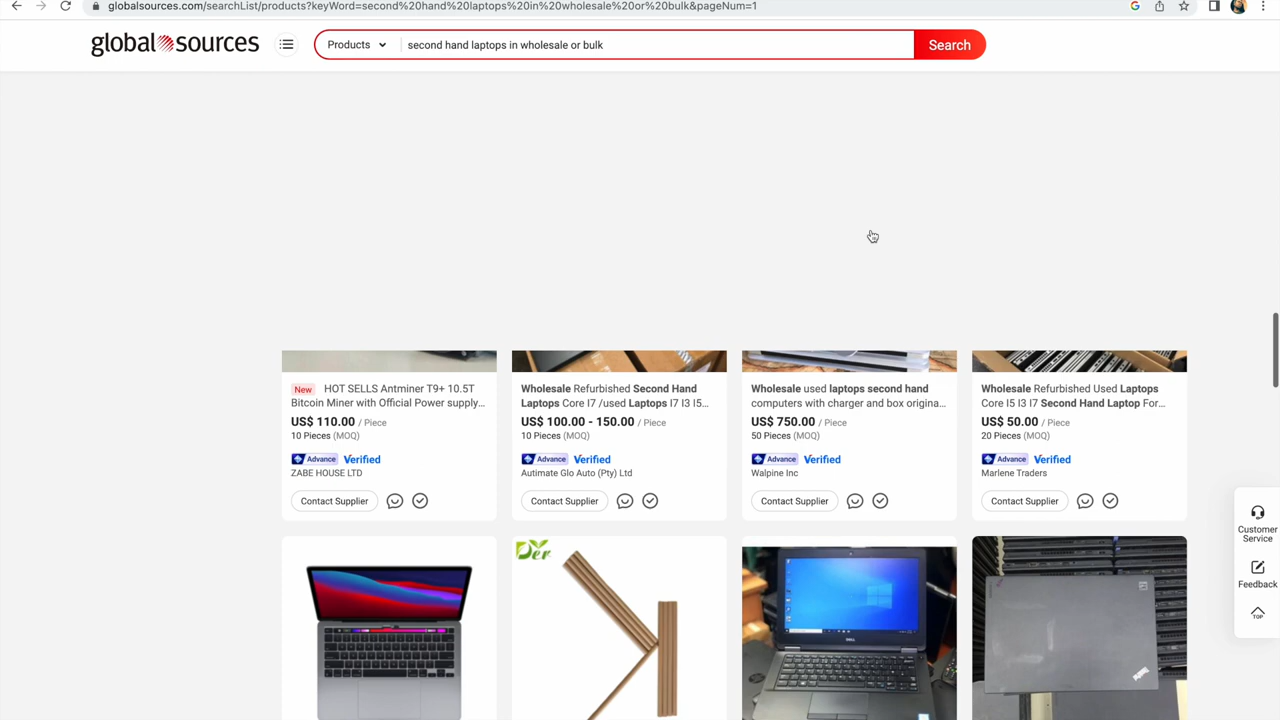 globalsources.com/searchList/products?keyWord=second%20hand%20laptops%20in%20wholesale%20or%20bulk&pageNum=1
global sources
Products
second hand laptops in wholesale or bulk
Search
New HOT SELLS Antminer T9+ 10.5T
Bitcoin Miner with Official Power supply...
US$ 110.00 / Piece
10 Pieces (MOQ)
Advance Verified
ZABE HOUSE LTD
Contact Supplier
Wholesale Refurbished Second Hand
Laptops Core I7 /used Laptops I7 I3 I5...
US$ 100.00 - 150.00 / Piece
10 Pieces (MOQ)
Advance Verified
Autimate Glo Auto (Pty) Ltd
Contact Supplier
Wholesale used laptops second hand
computers with charger and box origina...
US$ 750.00 / Piece
50 Pieces (MOQ)
Advance Verified
Walpine Inc
Contact Supplier
Wholesale Refurbished Used Laptops
Core I5 I3 I7 Second Hand Laptop For...
US$ 50.00 / Piece
20 Pieces (MOQ)
Advance Verified
Marlene Traders
Contact Supplier
Customer
Service
Feedback
TOP
Der
DELL